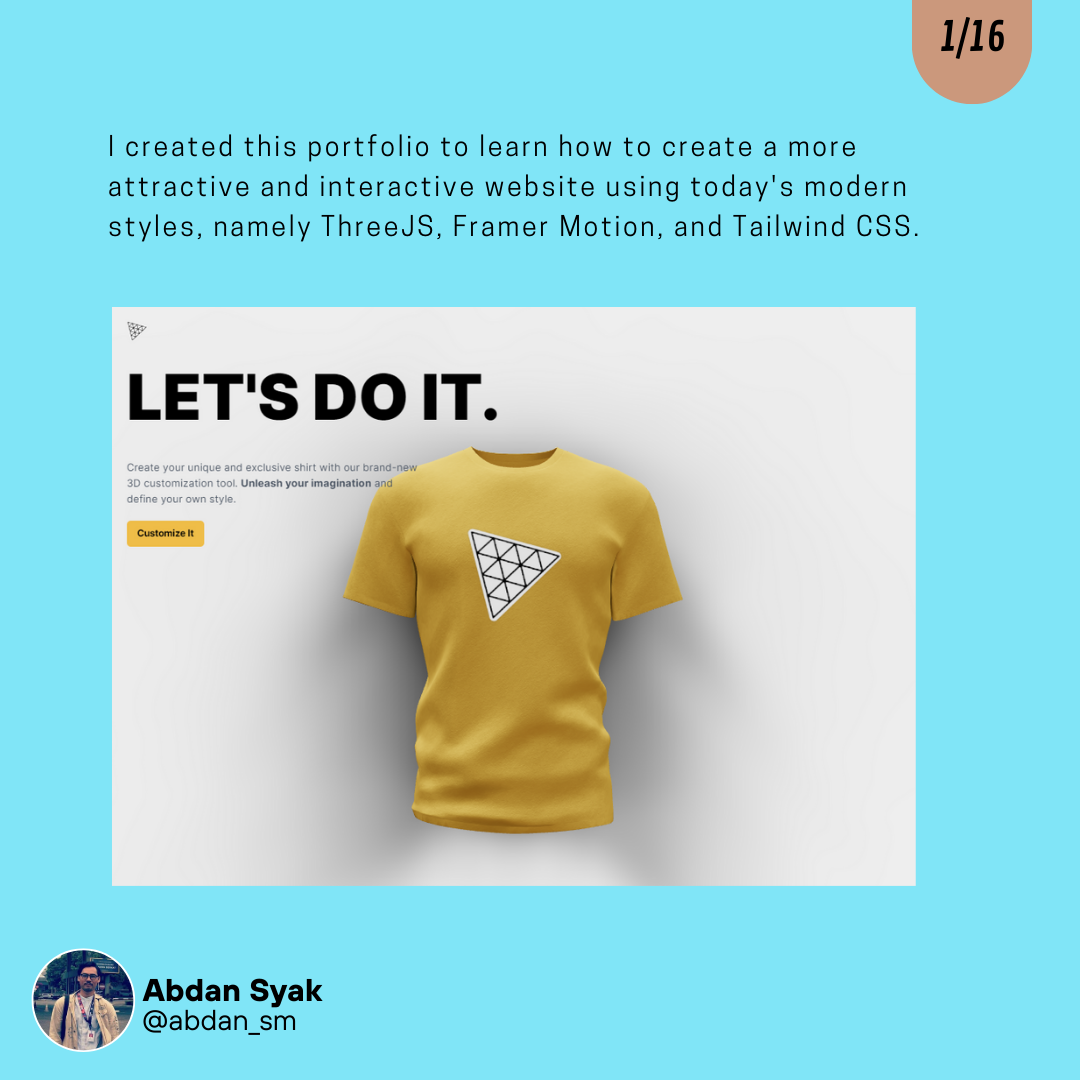 1/16
I created this portfolio to learn how to create a more
attractive and interactive website using today's modern
styles, namely ThreeJS, Framer Motion, and Tailwind CSS.
LET'S DO IT.
Create your unique and exclusive shirt with our brand-new
3D customization tool. Unleash your imagination and
define your own style.
Customize It
Abdan Syak
@abdan_sm